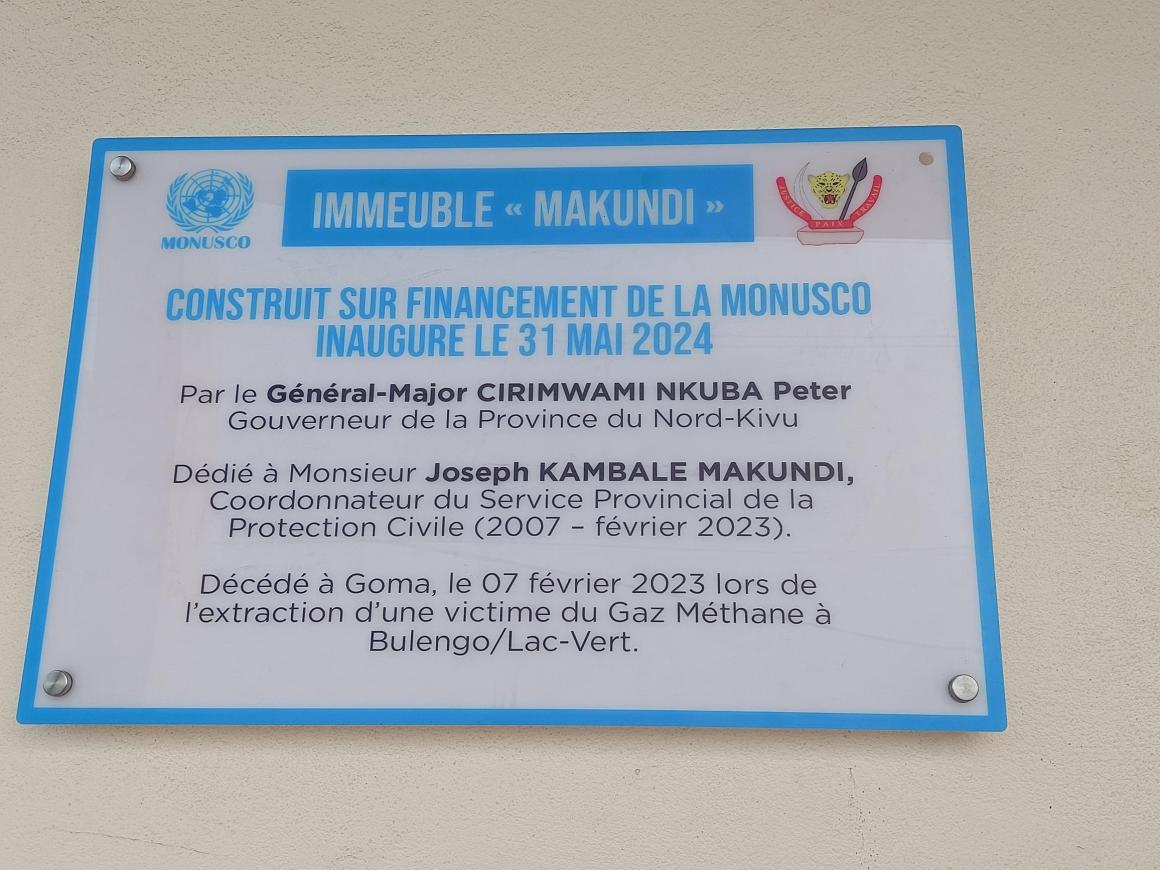 MONUSCO
IMMEUBLE « MAKUNDI »
JUSTICE PAIX TRAVAIL
CONSTRUIT SUR FINANCEMENT DE LA MONUSCO
INAUGURE LE 31 MAI 2024
Par le Général-Major CIRIMWAMI NKUBA Peter
Gouverneur de la Province du Nord-Kivu
Dédié à Monsieur Joseph KAMBALE MAKUNDI,
Coordonnateur du Service Provincial de la
Protection Civile (2007 – février 2023).
Décédé à Goma, le 07 février 2023 lors de
l'extraction d'une victime du Gaz Méthane à
Bulengo/Lac-Vert.